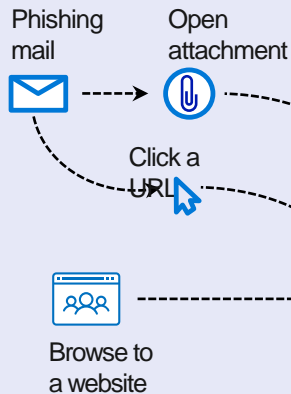 Phishing
mail
Open
attachment
Click a
URL
Browse to
a website